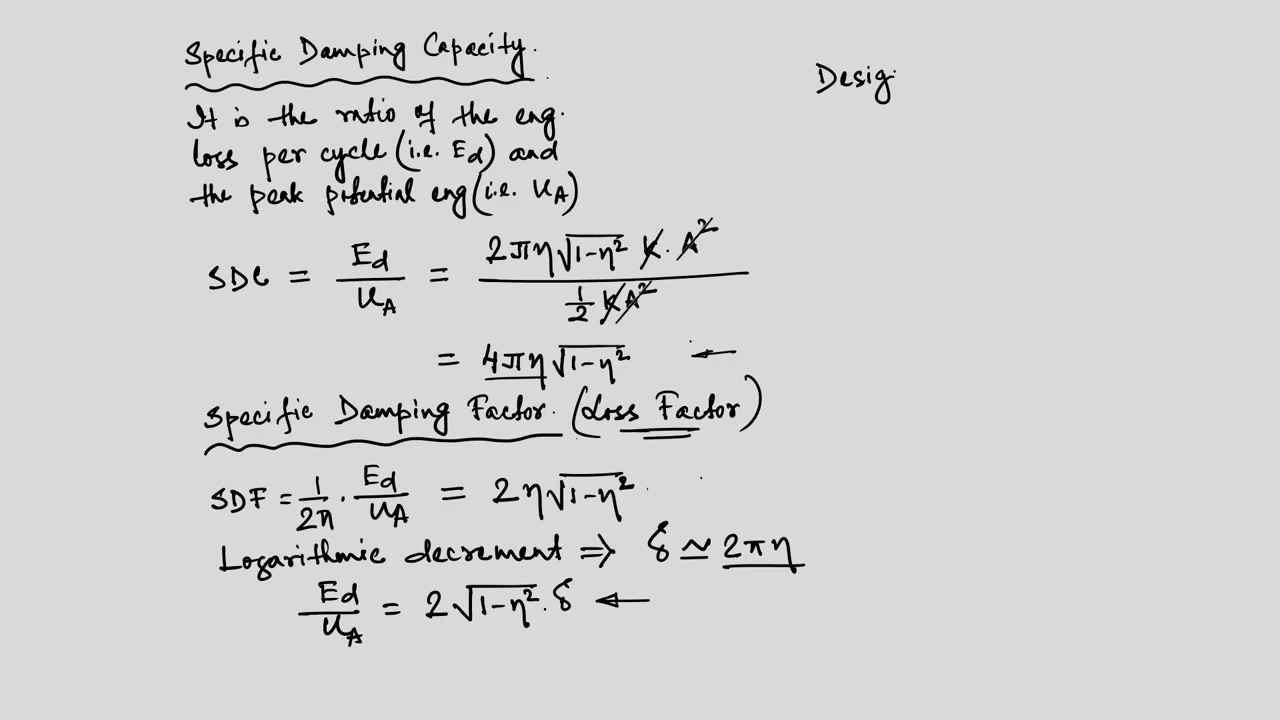 Specific Damping Capacity.
It is the ratio of the eng.
loss per cycle (i.e. Ed) and
the peak potential eng (i.e. UA)
SDC = Ed/UA = 2πη√(1-η²) K. A² / ½ KA²
= 4πη√(1-η²) ←
Specific Damping Factor. (Loss Factor)
SDF = 1/2π . Ed/UA = 2η√(1-η²)
Logarithmic decrement ⇒ δ ≃ 2πη
Ed/UA = 2√(1-η²) . δ ←
Desig